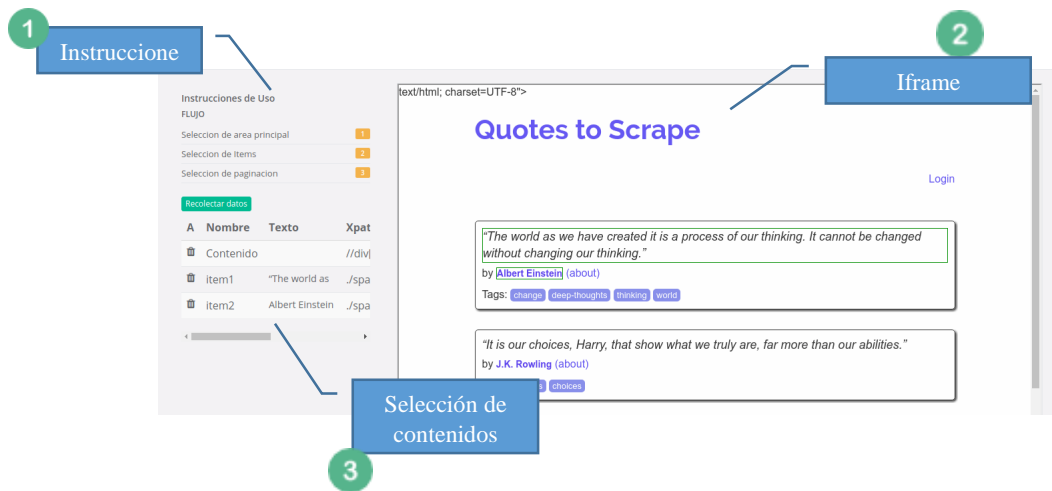 1
Instruccione
2
Iframe
Instrucciones de Uso
FLUJO
Seleccion de area principal 1
Seleccion de Items 2
Seleccion de paginacion 3
Recolectar datos
A Nombre Texto Xpat
Contenido //div[
item1 "The world as ./spa
item2 Albert Einstein ./spa
text/html; charset=UTF-8">
Quotes to Scrape
Login
“The world as we have created it is a process of our thinking. It cannot be changed
without changing our thinking.”
by Albert Einstein (about)
Tags: change deep-thoughts thinking world
“It is our choices, Harry, that show what we truly are, far more than our abilities.”
by J.K. Rowling (about)
choices
Selección de
contenidos
3